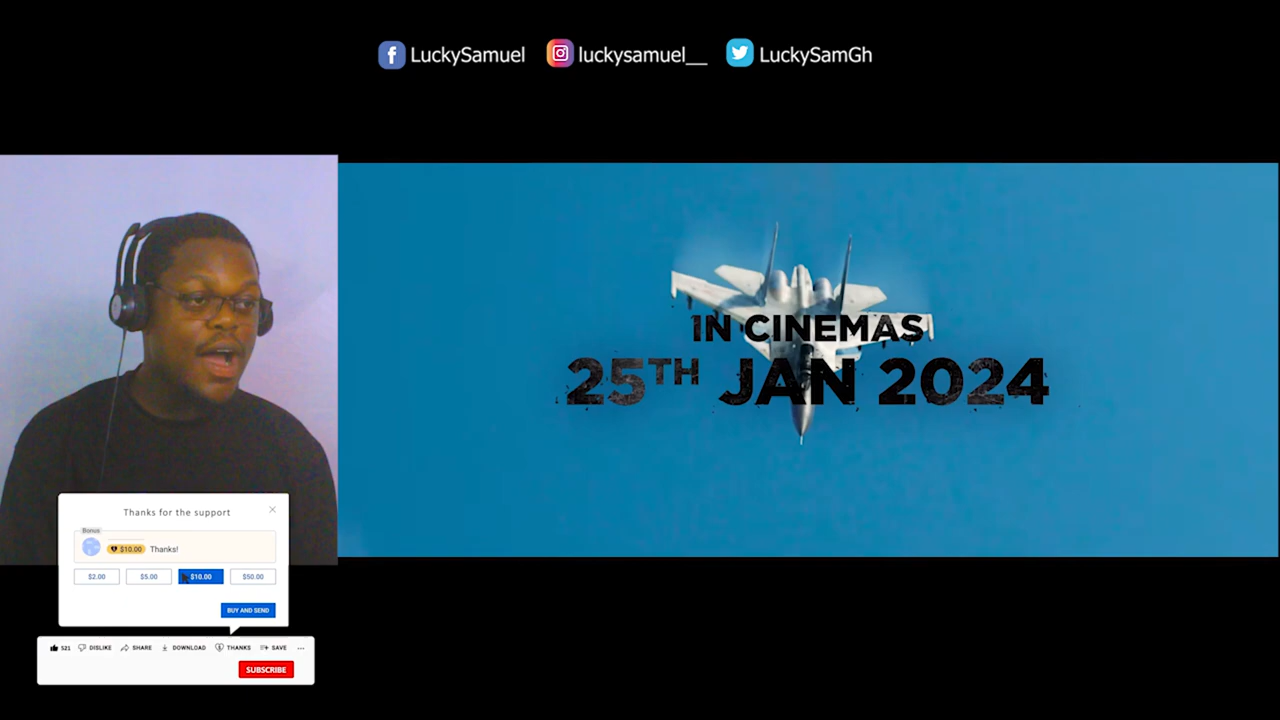 LuckySamuel luckysamuel__ LuckySamGh
IN CINEMAS
25TH JAN 2024
Thanks for the support
Bonus
$10.00 Thanks!
$2.00 $5.00 $10.00 $50.00
BUY AND SEND
521 DISLIKE SHARE DOWNLOAD THANKS SAVE
SUBSCRIBE